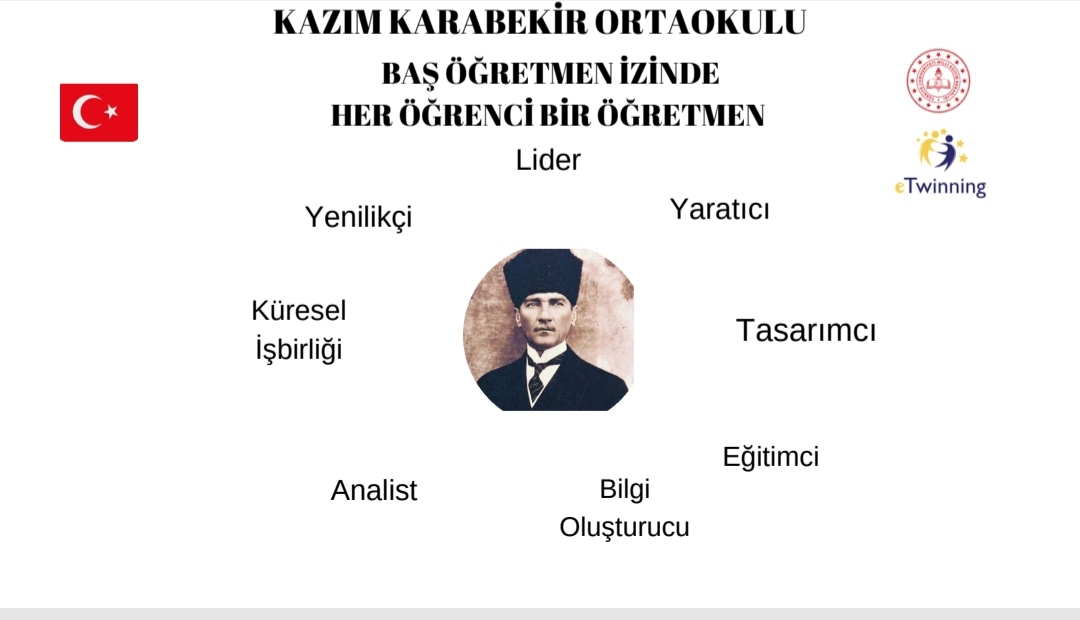 KAZIM KARABEKİR ORTAOKULU
BAŞ ÖĞRETMEN İZİNDE
HER ÖĞRENCİ BİR ÖĞRETMEN
Lider
Yenilikçi
Yaratıcı
Küresel
İşbirliği
Tasarımcı
Eğitimci
Analist
Bilgi
Oluşturucu
eTwinning